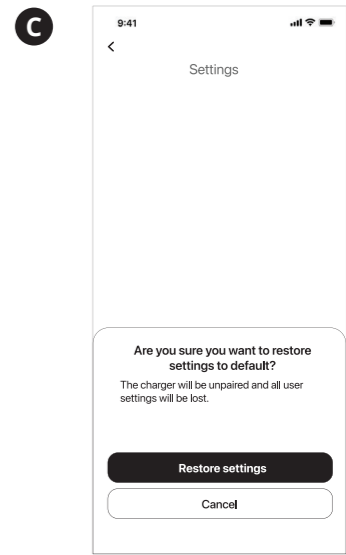 C
9:41
Settings
Are you sure you want to restore
settings to default?
The charger will be unpaired and all user
settings will be lost.
Restore settings
Cancel